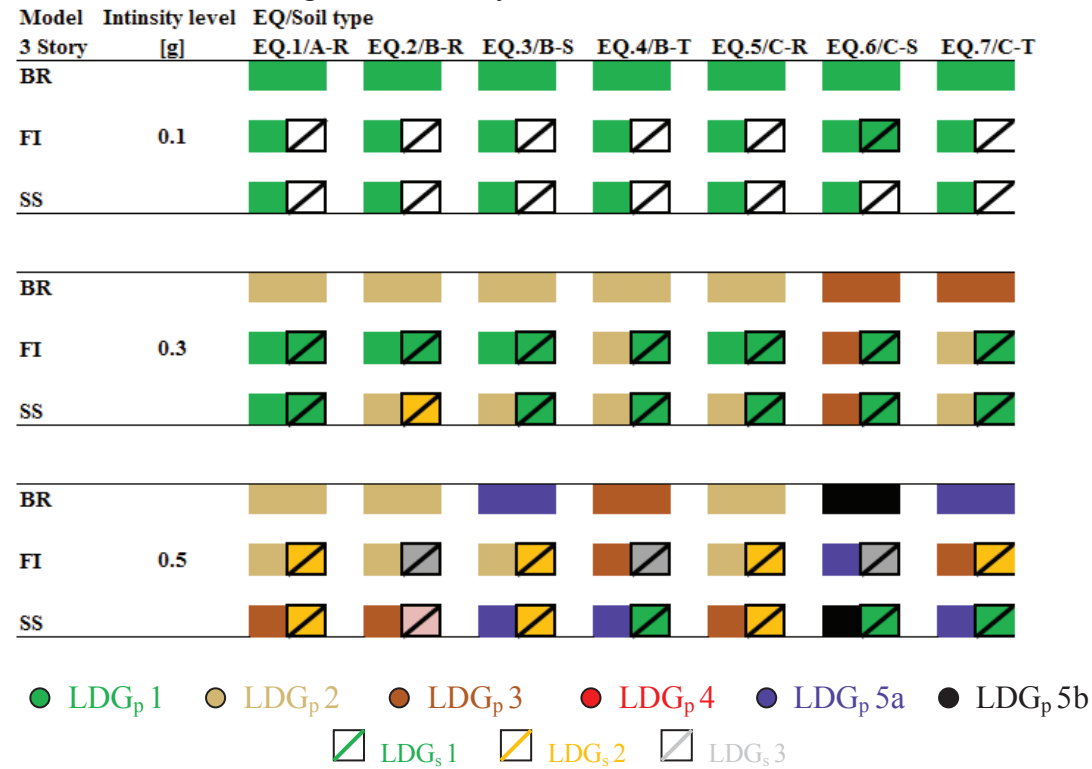 Model Intinsity level EQ/Soil type
3 Story [g] EQ.1/A-R EQ.2/B-R EQ.3/B-S EQ.4/B-T EQ.5/C-R EQ.6/C-S EQ.7/C-T
BR
FI 0.1
SS
BR
FI 0.3
SS
BR
FI 0.5
SS
LDGp 1 LDGp 2 LDGp 3 LDGp 4 LDGp 5a LDGp 5b
LDGs 1 LDGs 2 LDGs 3